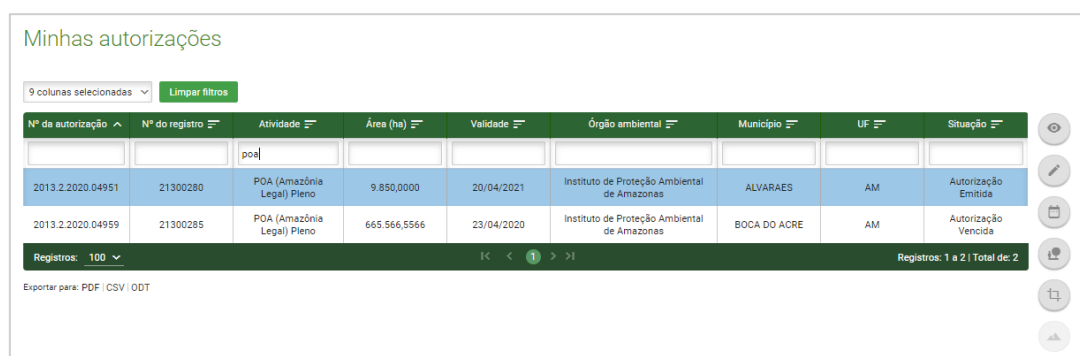 Minhas autorizações
9 colunas selecionadas Limpar filtros
Nº da autorização Nº do registro Atividade Área (ha) Validade Órgão ambiental Município UF Situação
poa
2013.2.2020.04951 21300280 POA (Amazônia Legal) Pleno 9.850,0000 20/04/2021 Instituto de Proteção Ambiental de Amazonas ALVARAES AM Autorização Emitida
2013.2.2020.04959 21300285 POA (Amazônia Legal) Pleno 665.566,5566 23/04/2020 Instituto de Proteção Ambiental de Amazonas BOCA DO ACRE AM Autorização Vencida
Registros: 100 1 Registros: 1 a 2 | Total de: 2
Exportar para: PDF | CSV | ODT